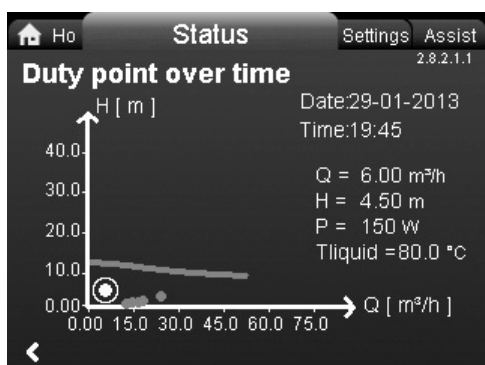 Ho Status Settings Assist
2.8.2.1.1
Duty point over time
H [ m ]
Date:29-01-2013
Time:19:45
40.0
30.0
20.0
10.0
0.00
Q = 6.00 m³/h
H = 4.50 m
P = 150 W
Tliquid =80.0 °C
0.00 15.0 30.0 45.0 60.0 75.0
Q [ m³/h ]